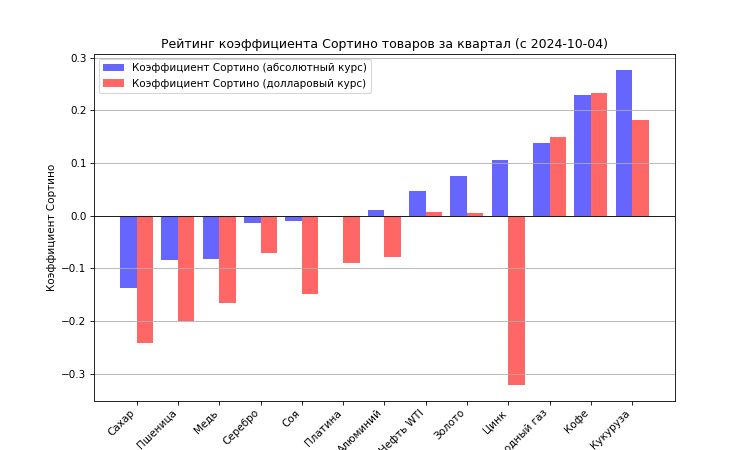 Рейтинг коэффициента Сортино товаров за квартал (с 2024-10-04)
Коэффициент Сортино (абсолютный курс)
Коэффициент Сортино (долларовый курс)
Коэффициент Сортино
0.3
0.2
0.1
0.0
−0.1
−0.2
−0.3
Сахар
Пшеница
Медь
Серебро
Соя
Платина
Алюминий
Нефть WTI
Золото
Цинк
газ
Кофе
Кукуруза